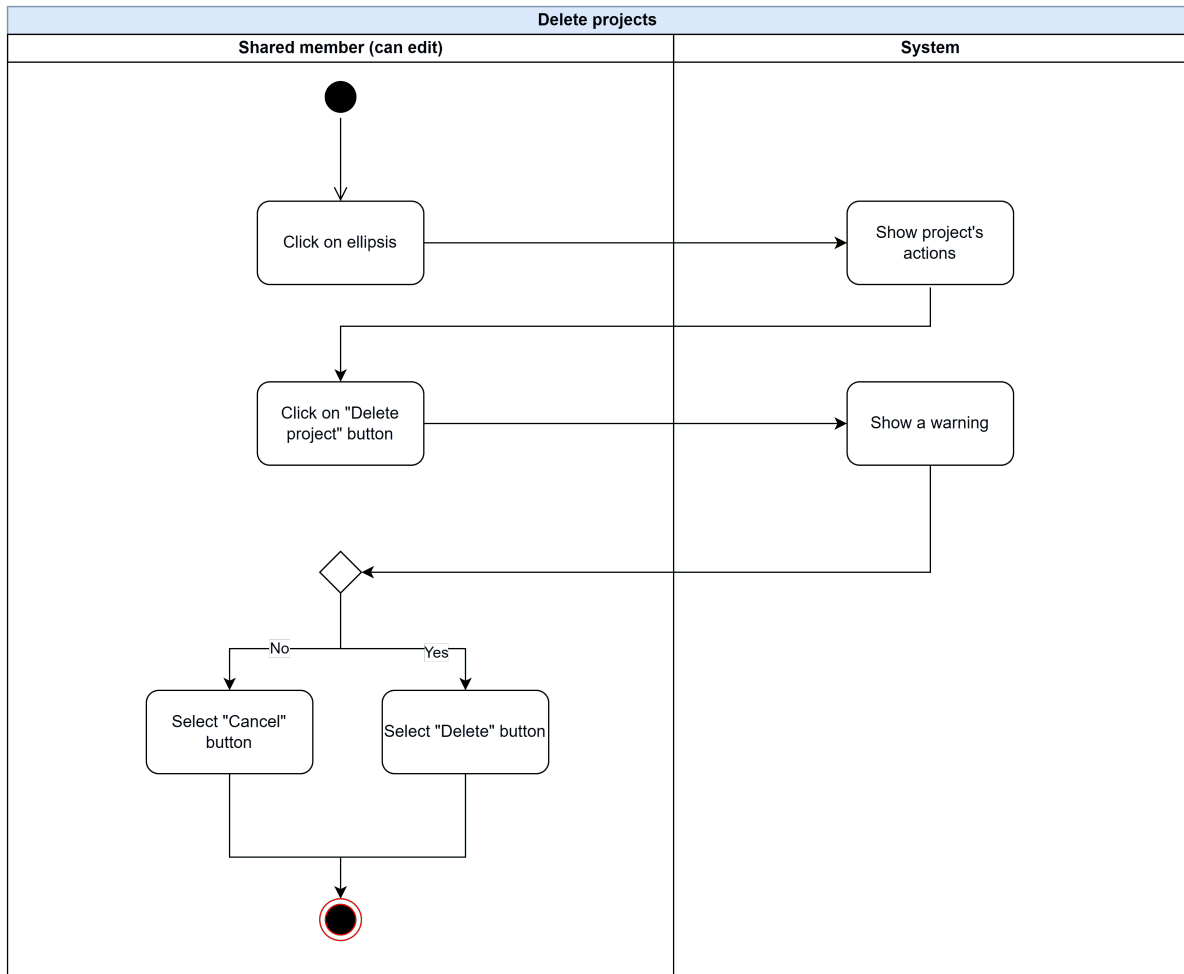 Delete projects
Shared member (can edit)
System
Click on ellipsis
Show project's
actions
Click on "Delete
project" button
Show a warning
No
Yes
Select "Cancel"
button
Select "Delete" button